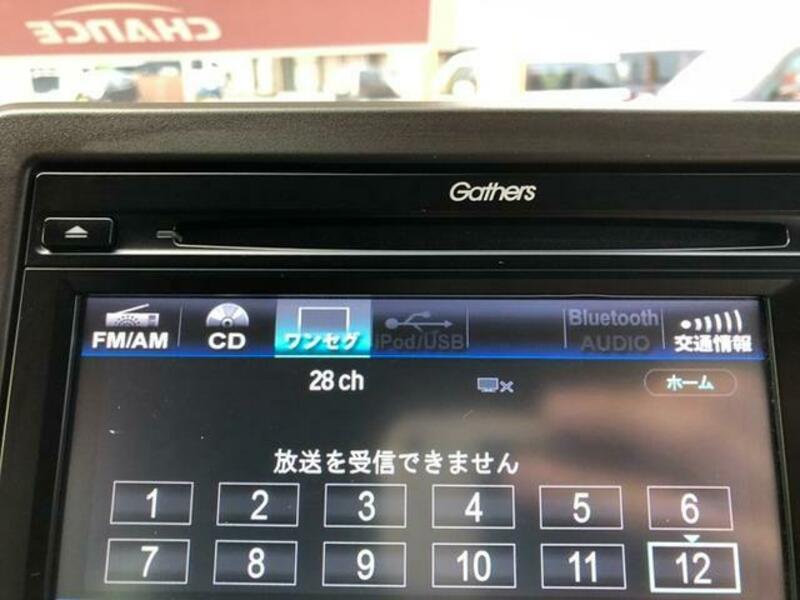 CHANCE
Gathers
FM/AM CD ワンセグ iPod/USB Bluetooth AUDIO 交通情報
28 ch
ホーム
放送を受信できません
1 2 3 4 5 6
7 8 9 10 11 12